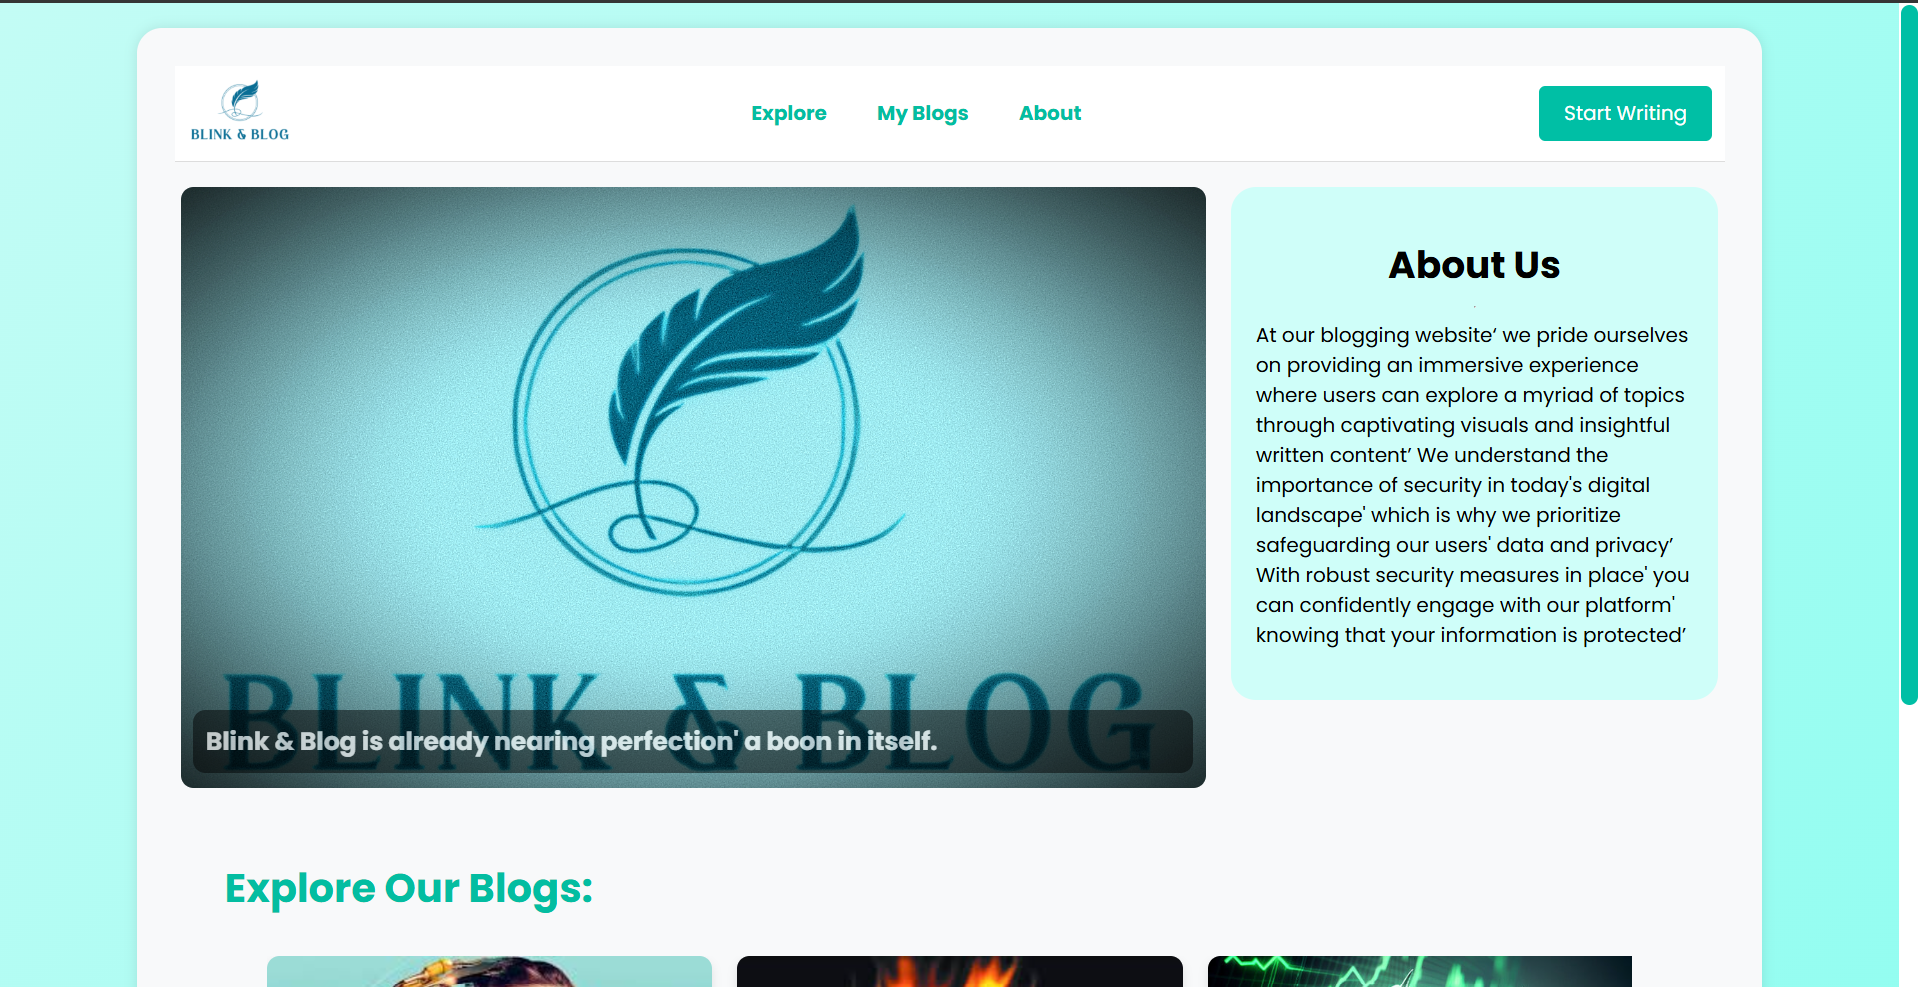 BLINK & BLOG
Explore
My Blogs
About
Start Writing
BLINK & BLOG
Blink & Blog is already nearing perfection' a boon in itself.
About Us
At our blogging website’ we pride ourselves
on providing an immersive experience
where users can explore a myriad of topics
through captivating visuals and insightful
written content’ We understand the
importance of security in today's digital
landscape' which is why we prioritize
safeguarding our users' data and privacy’
With robust security measures in place' you
can confidently engage with our platform'
knowing that your information is protected’
Explore Our Blogs: